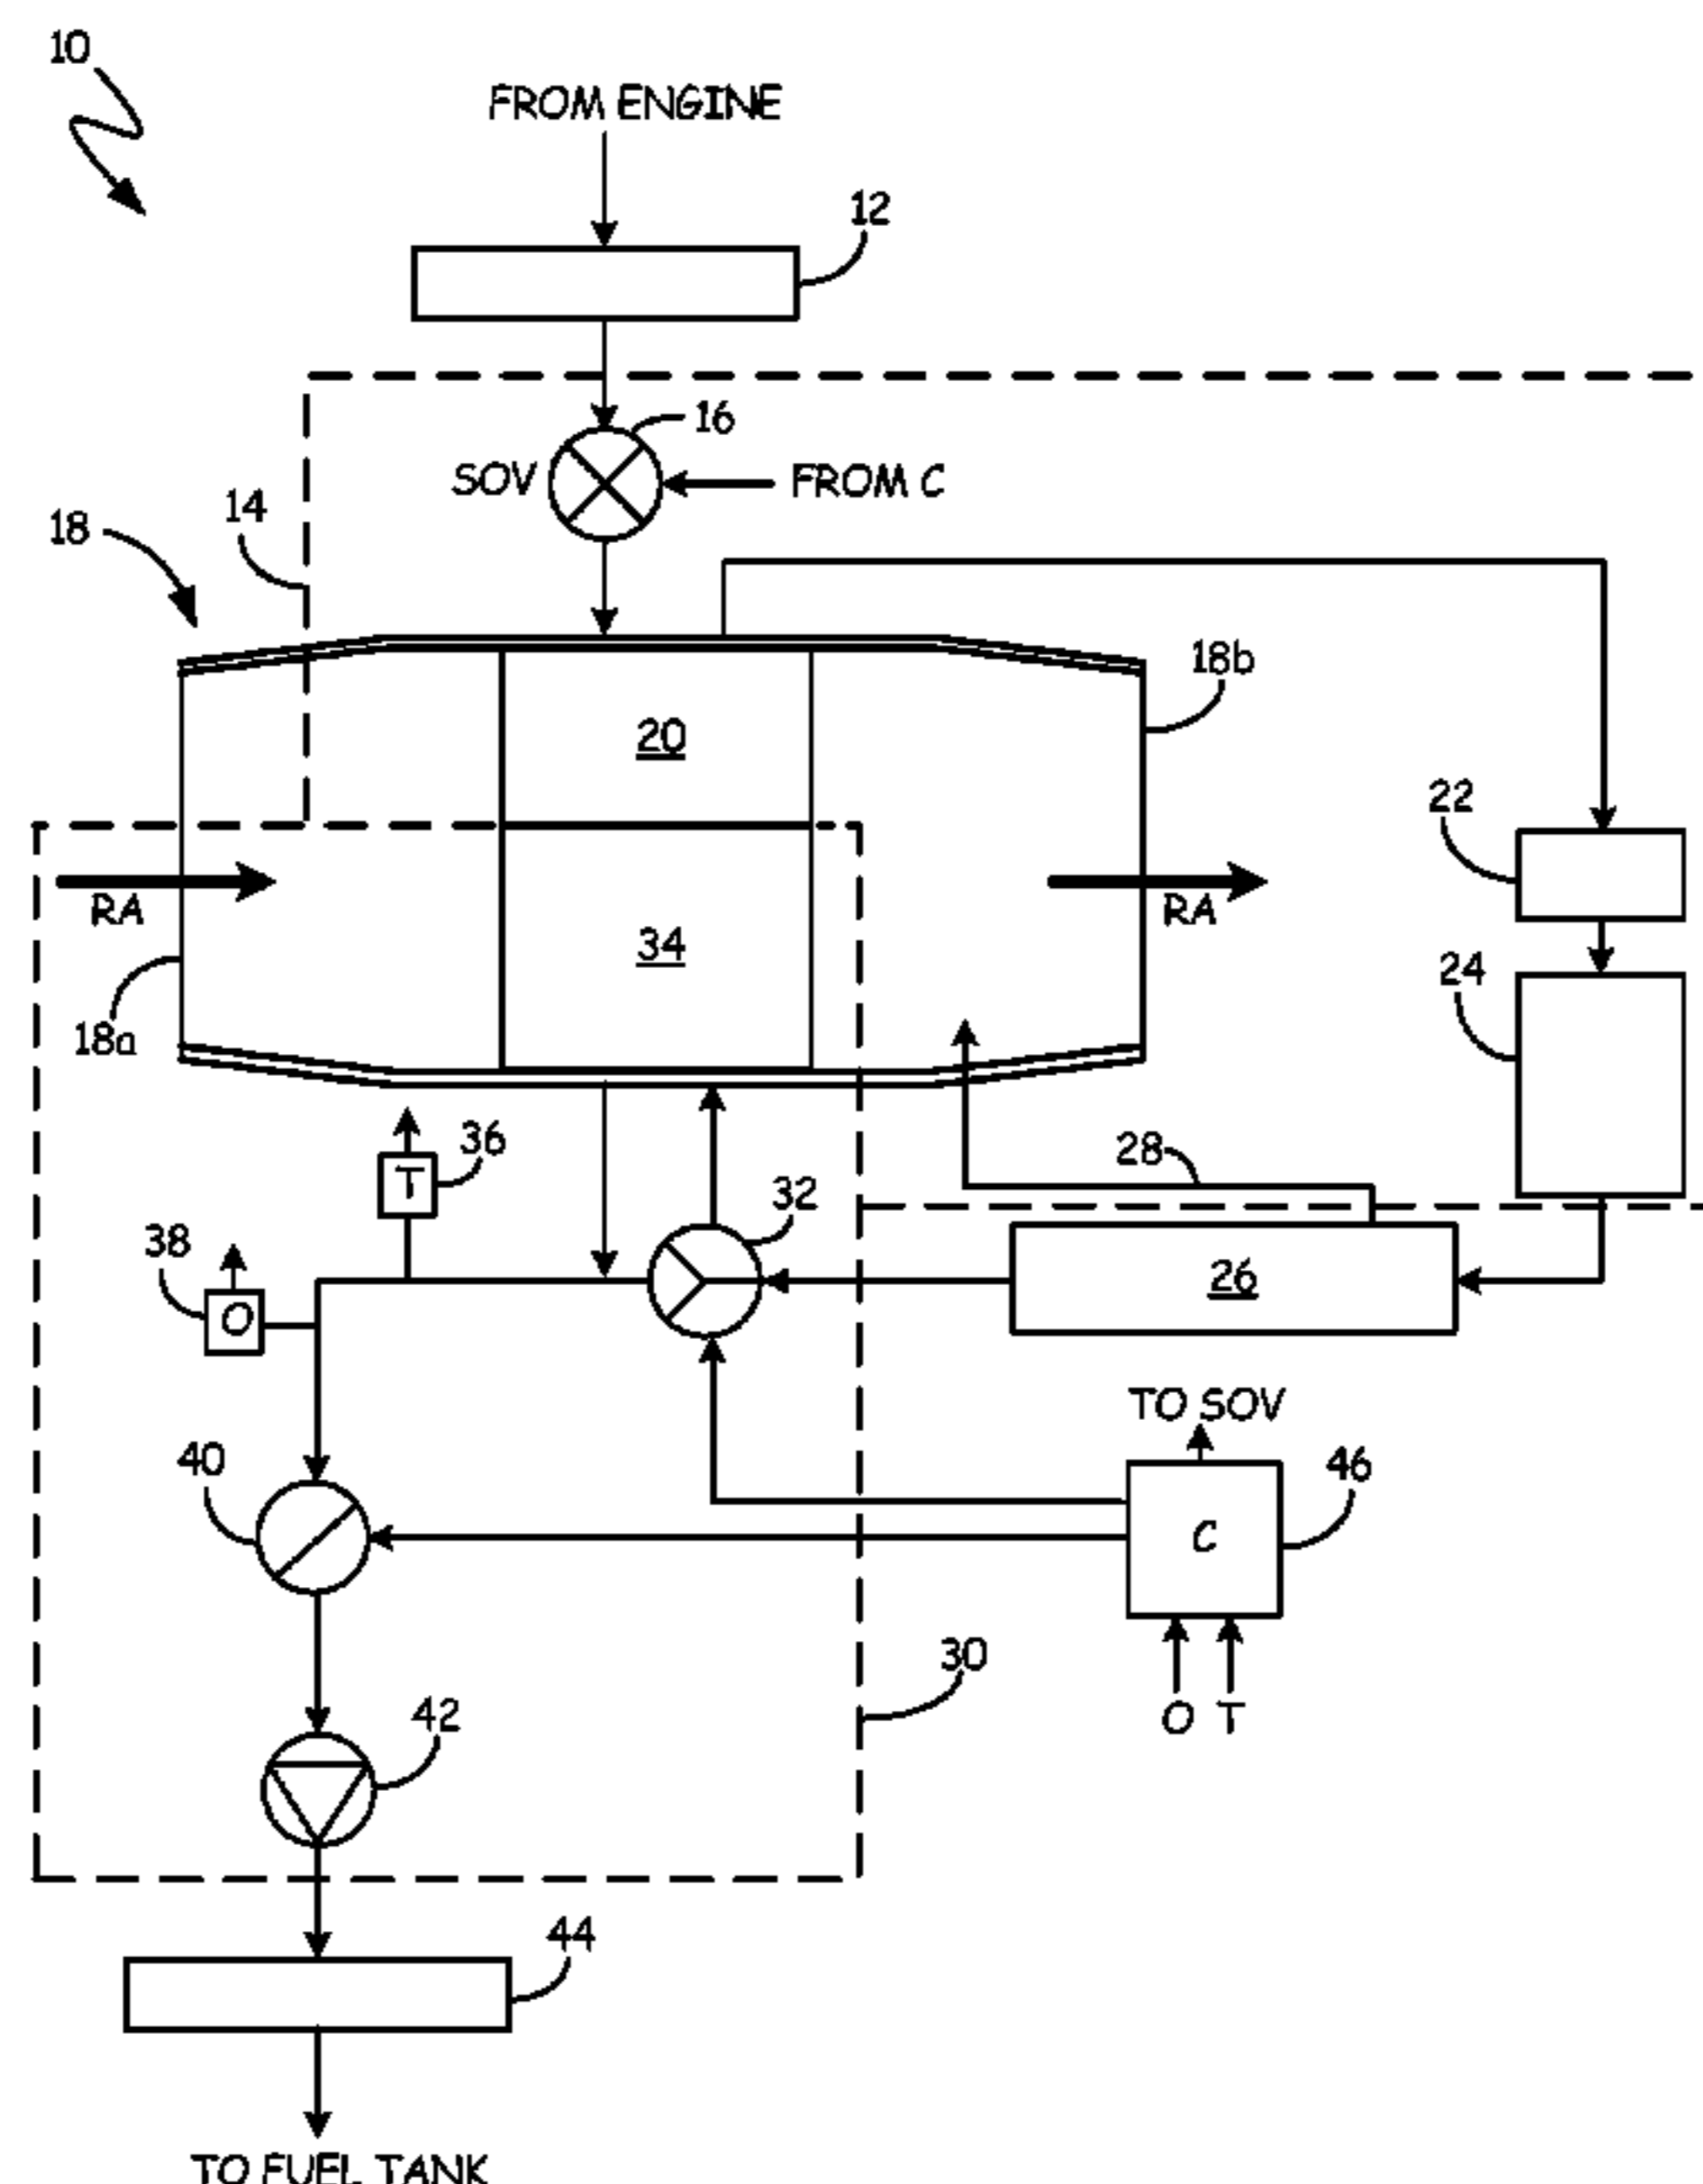 10
FROM ENGINE
12
16
SOV
FROM C
14
18
18b
20
22
RA
RA
34
24
18a
36
T
28
32
38
O
26
TO SOV
40
46
C
30
O T
42
44
TO FUEL TANK